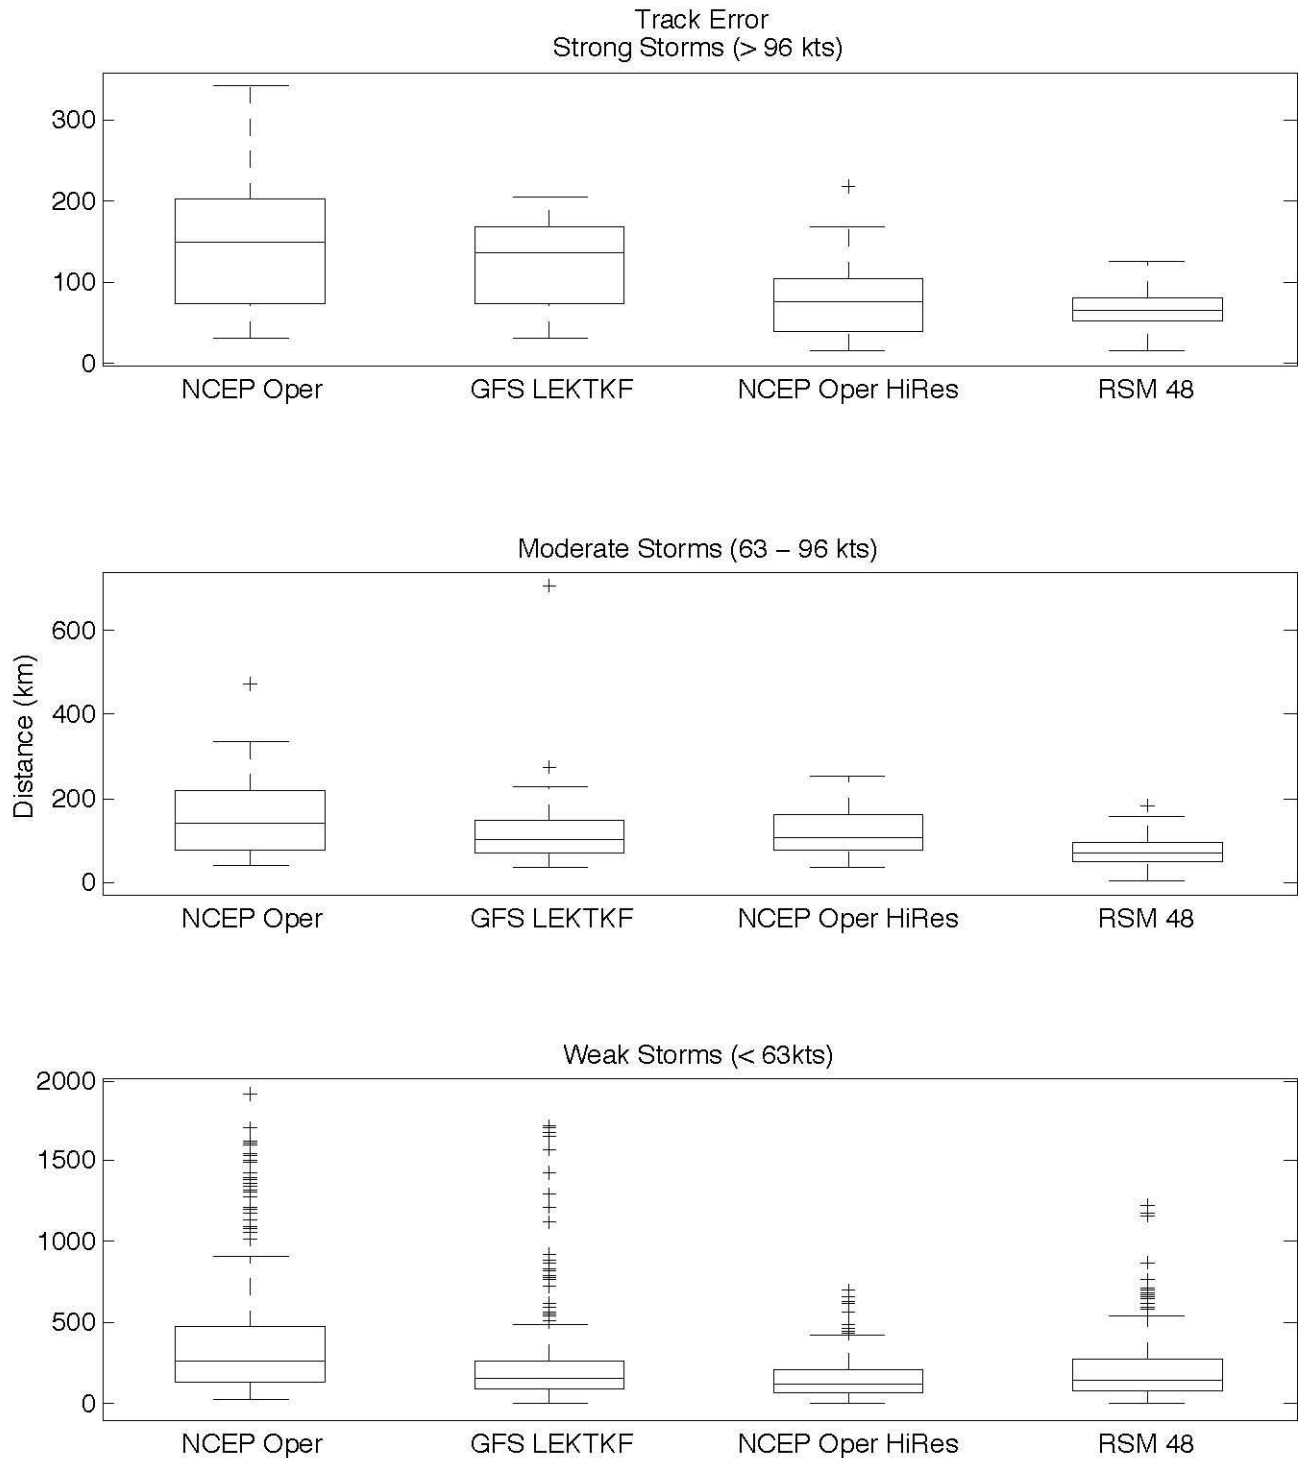 Track Error
Strong Storms (> 96 kts)
300
200
100
0
NCEP Oper GFS LEKTKF NCEP Oper HiRes RSM 48
Moderate Storms (63 – 96 kts)
Distance (km)
600
400
200
0
NCEP Oper GFS LEKTKF NCEP Oper HiRes RSM 48
Weak Storms (< 63kts)
2000
1500
1000
500
0
NCEP Oper GFS LEKTKF NCEP Oper HiRes RSM 48